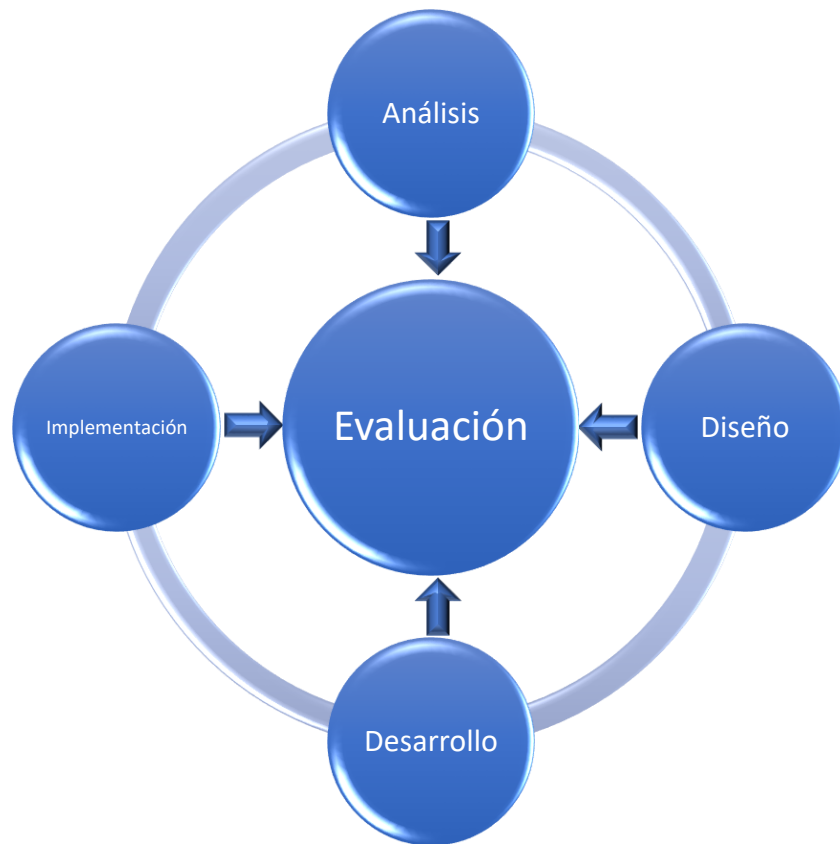 Análisis
Implementación
Evaluación
Diseño
Desarrollo